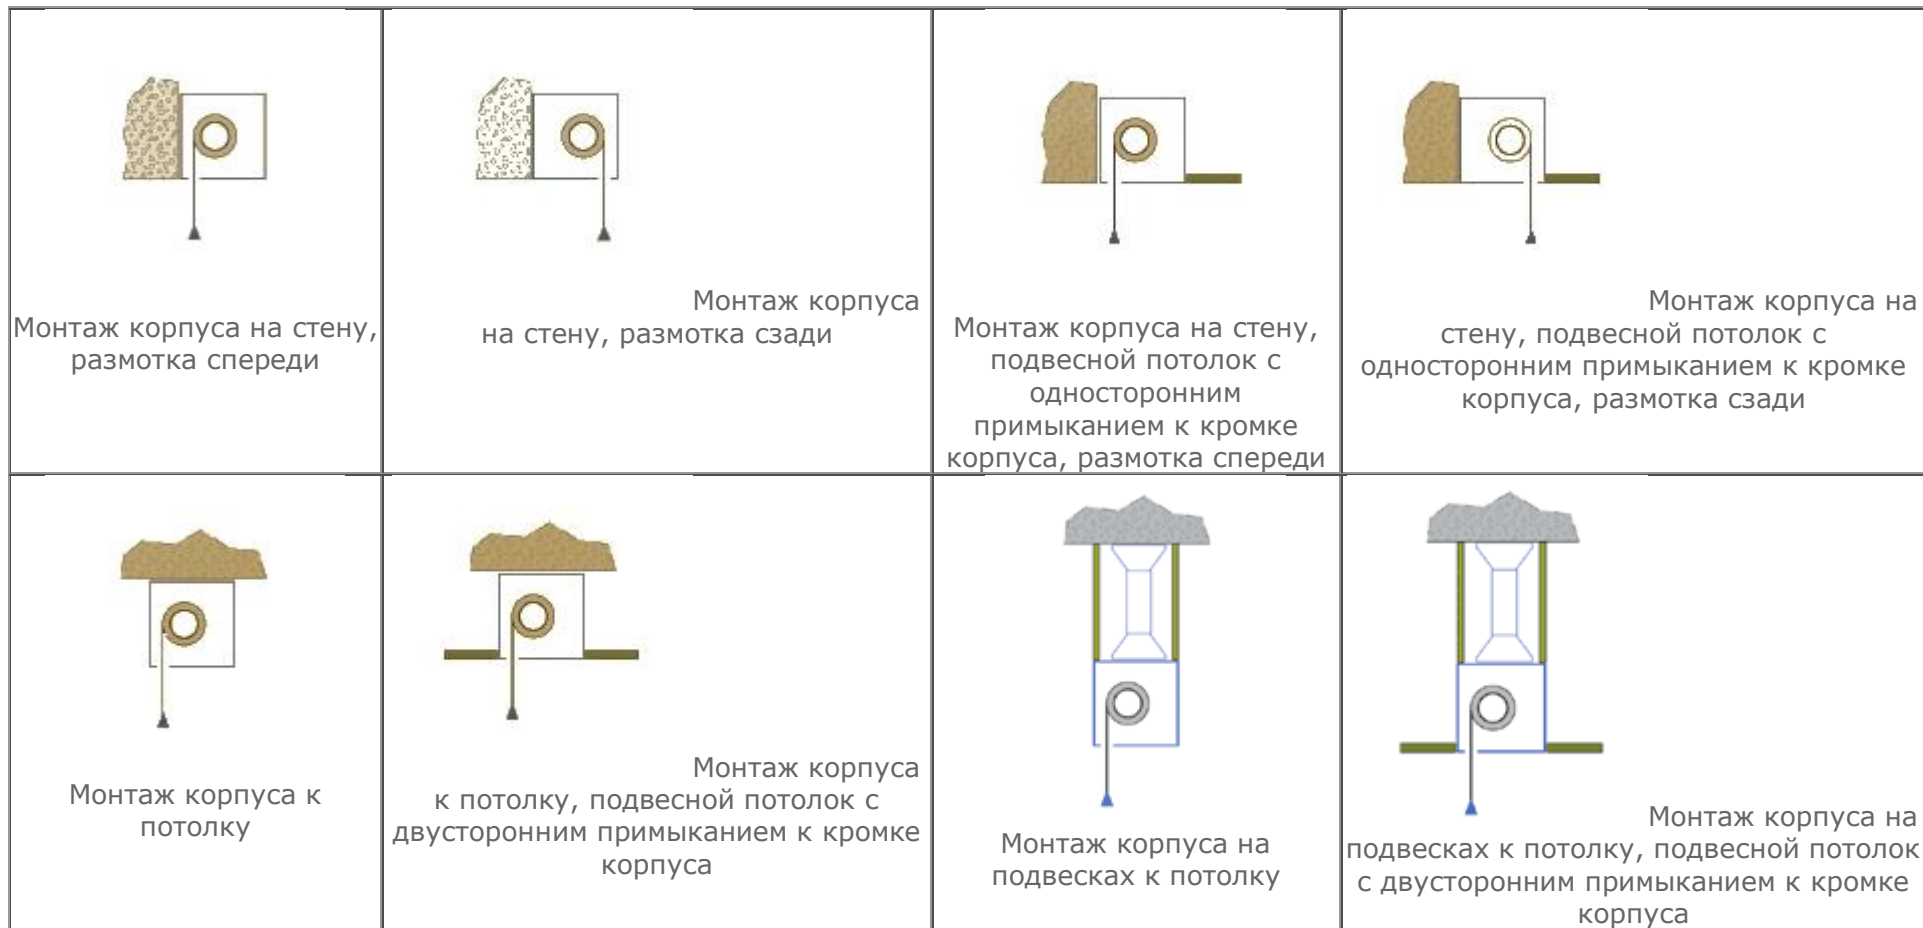 Монтаж корпуса на стену,
размотка спереди
Монтаж корпуса
на стену, размотка сзади
Монтаж корпуса на стену,
подвесной потолок с
односторонним
примыканием к кромке
корпуса, размотка спереди
Монтаж корпуса на
стену, подвесной потолок с
односторонним примыканием к кромке
корпуса, размотка сзади
Монтаж корпуса к
потолку
Монтаж корпуса
к потолку, подвесной потолок с
двусторонним примыканием к кромке
корпуса
Монтаж корпуса на
подвесках к потолку
Монтаж корпуса на
подвесках к потолку, подвесной потолок
с двусторонним примыканием к кромке
корпуса